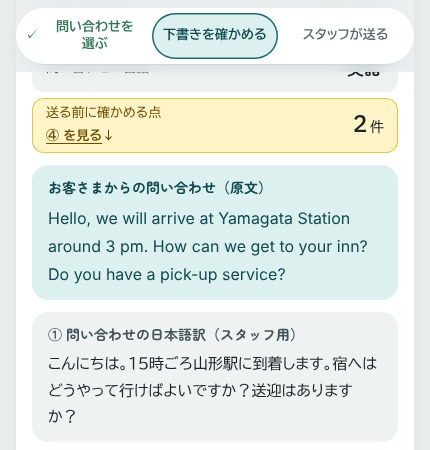 ✓ 問い合わせを
選ぶ
下書きを確かめる
スタッフが送る
英語
送る前に確かめる点
④ を見る↓
2件
お客さまからの問い合わせ（原文）
Hello, we will arrive at Yamagata Station
around 3 pm. How can we get to your inn?
Do you have a pick-up service?
① 問い合わせの日本語訳（スタッフ用）
こんにちは。15時ごろ山形駅に到着します。宿へは
どうやって行けばよいですか？送迎はあります
か？